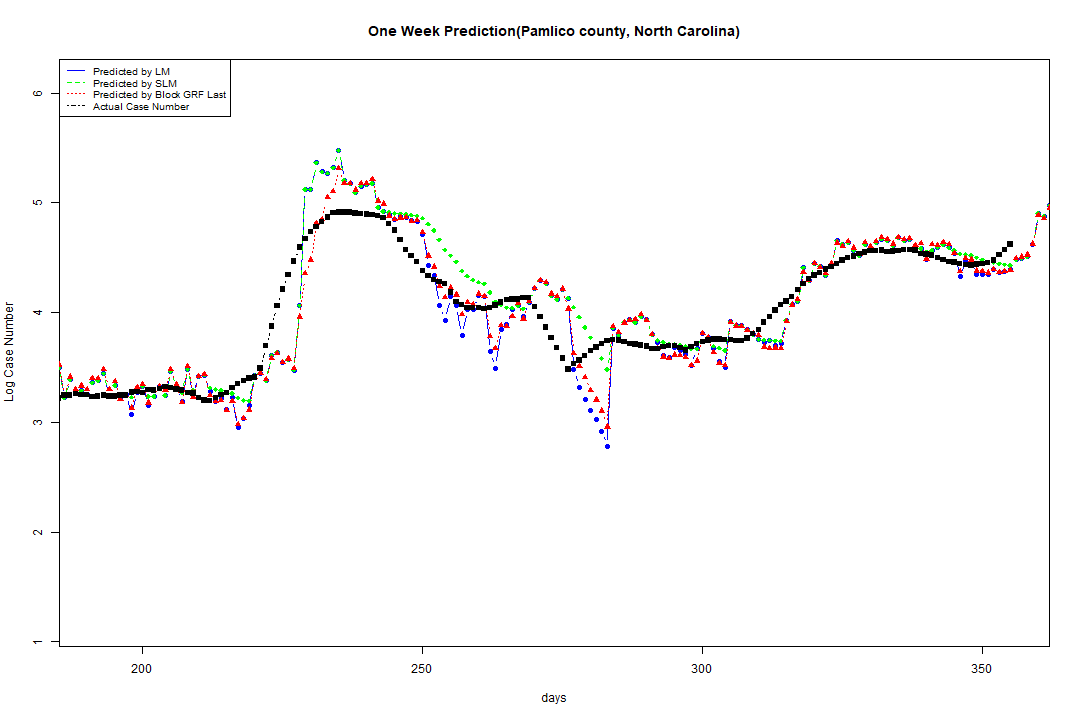 One Week Prediction(Pamlico county, North Carolina)
Predicted by LM
Predicted by SLM
Predicted by Block GRF Last
Actual Case Number
6
5
4
3
2
1
Log Case Number
200
250
300
350
days